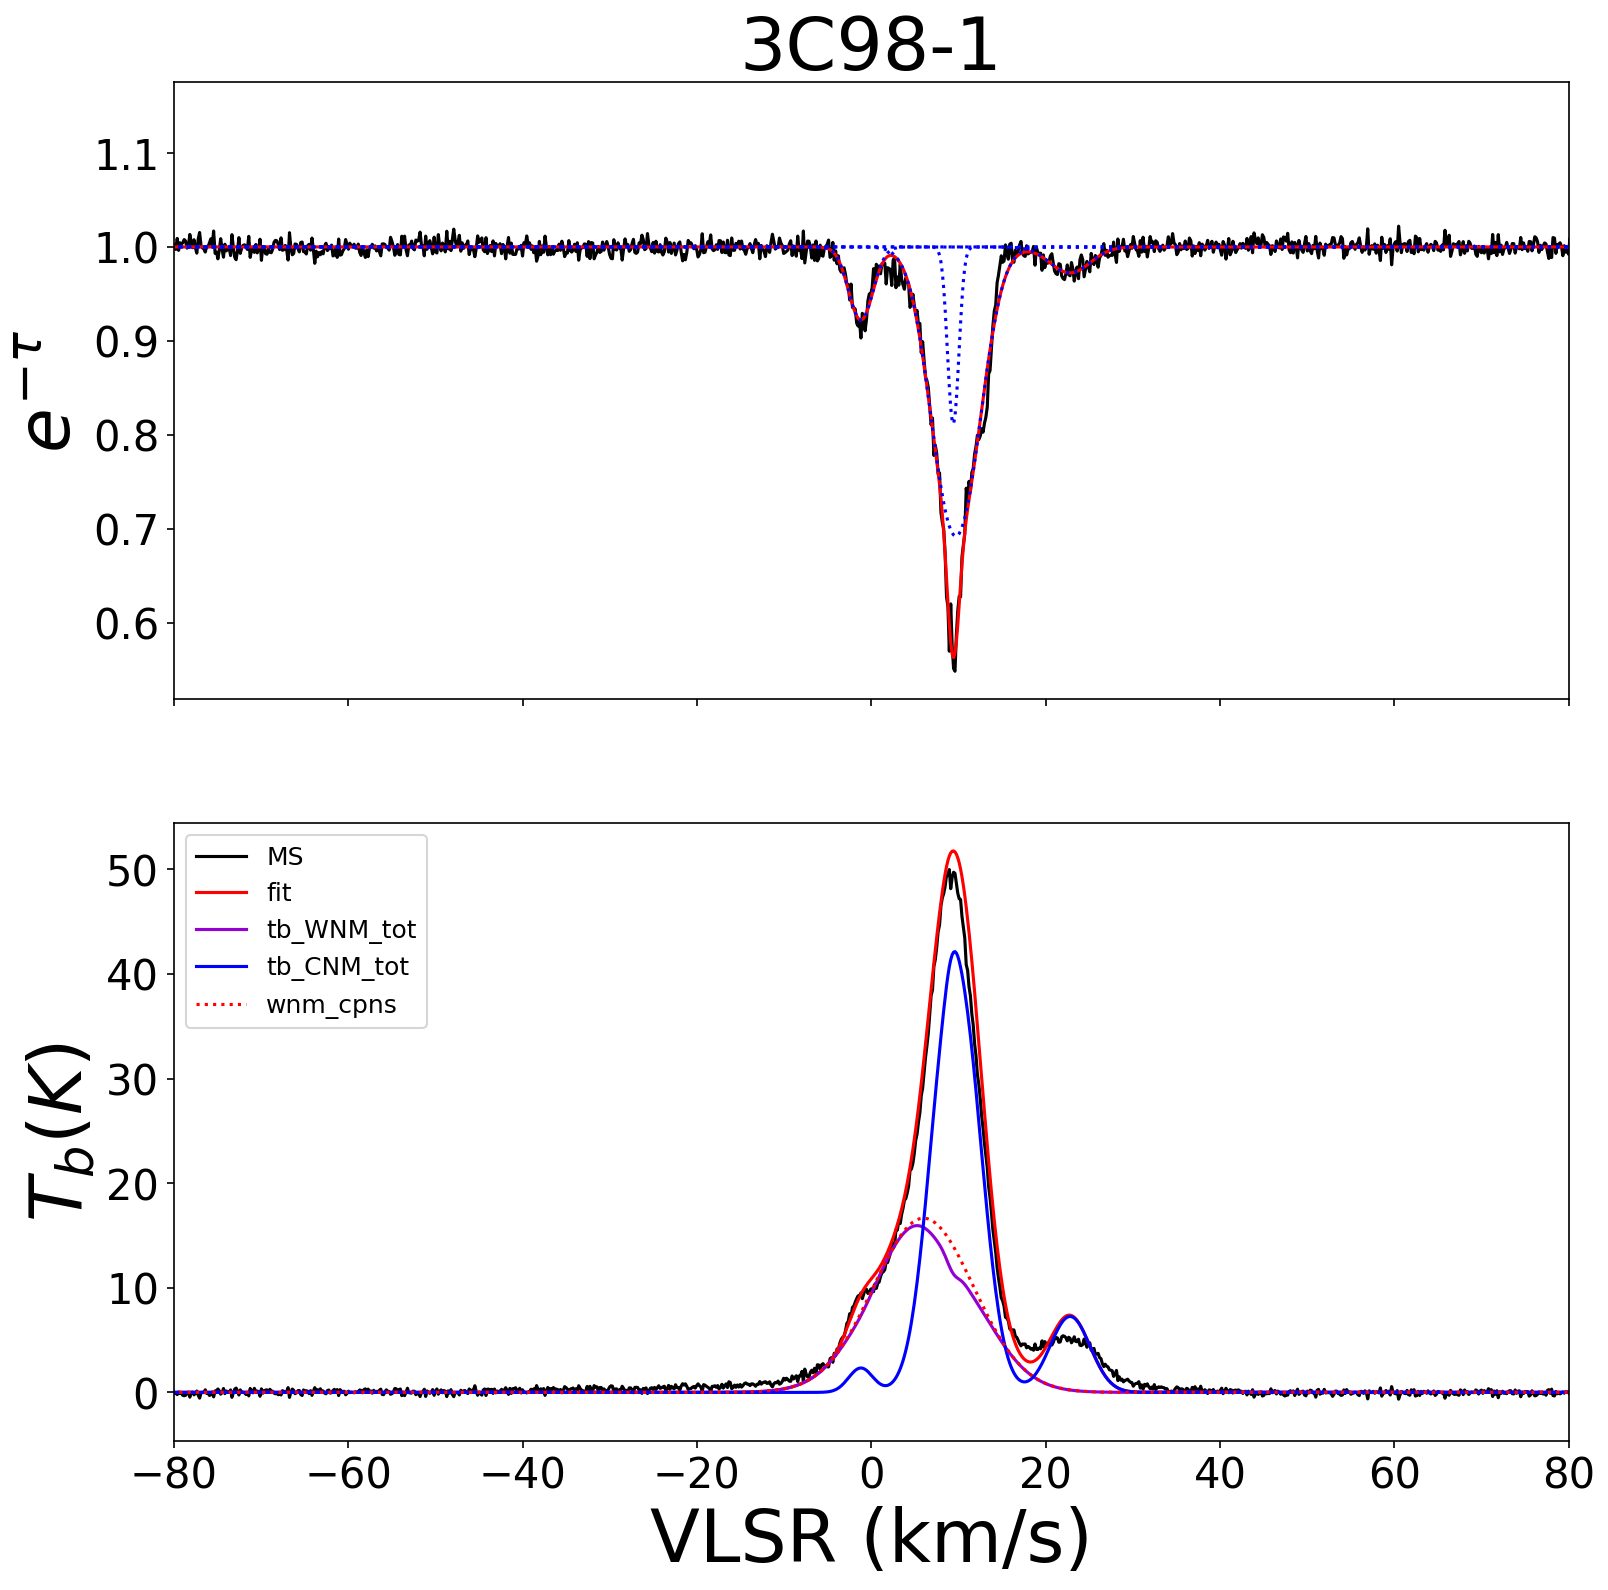 3C98-1
1.1
1.0
0.9
0.8
0.7
0.6
e^{−τ}
50
40
30
20
10
0
T_b(K)
MS
fit
tb_WNM_tot
tb_CNM_tot
wnm_cpns
−80 −60 −40 −20 0 20 40 60 80
VLSR (km/s)